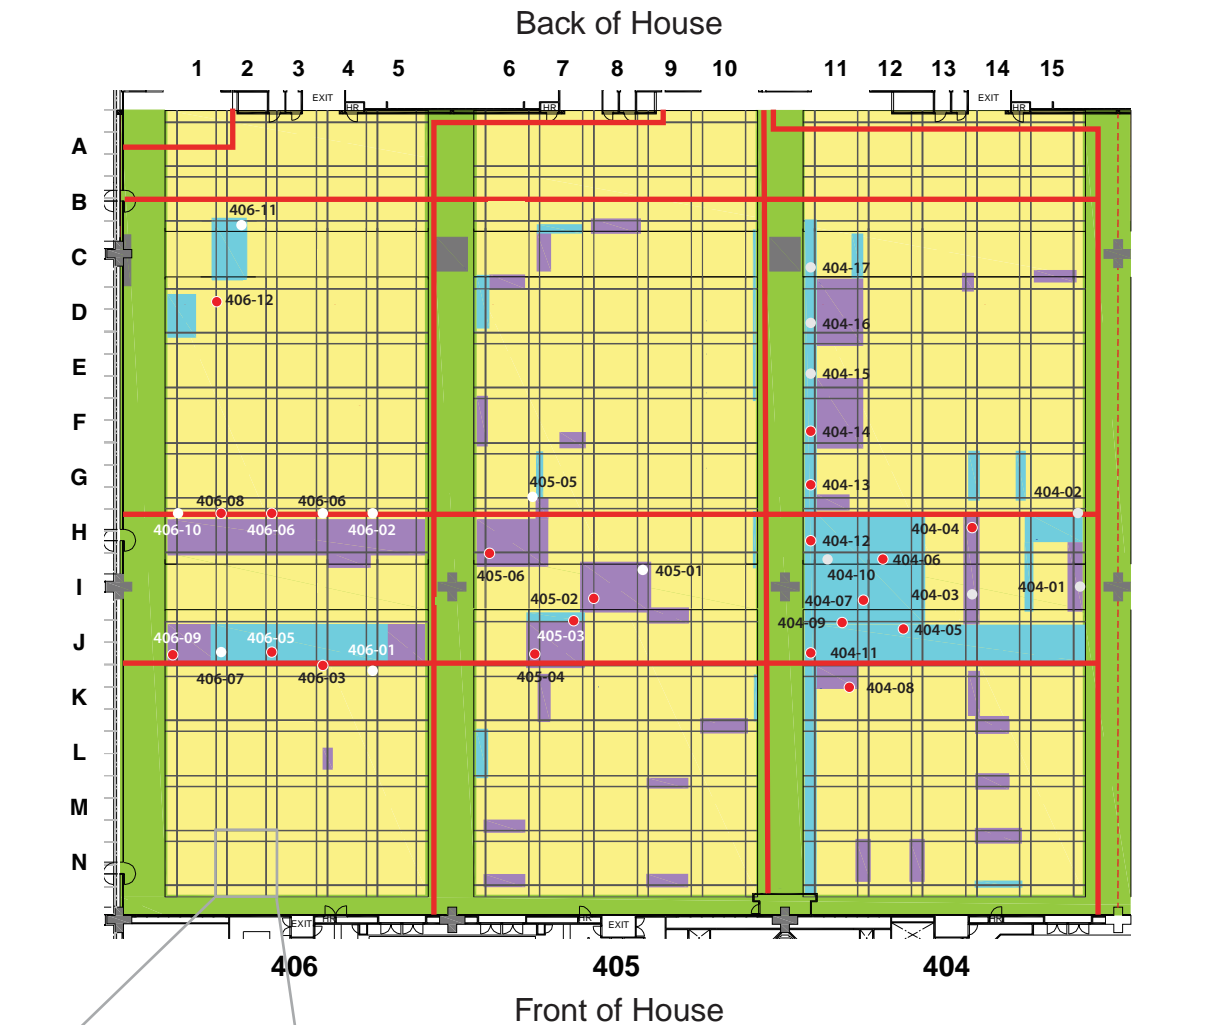 Back of House
1 2 3 4 5 6 7 8 9 10 11 12 13 14 15
EXIT EXIT
HR HR HR
A
B
406-11
C
404-17
406-12
D
404-16
E
404-15
F
404-14
G
405-05 404-13 404-02
406-08 406-06
406-10 406-06 406-02 404-04
H
404-12
405-06 405-01 404-10 404-06
I
405-02 404-07 404-03 404-01
406-09 406-05 405-03 404-09 404-05
J
406-01 404-11
406-07 406-03 405-04 404-08
K
L
M
N
EXIT HR HR EXIT HR
406 405 404
Front of House